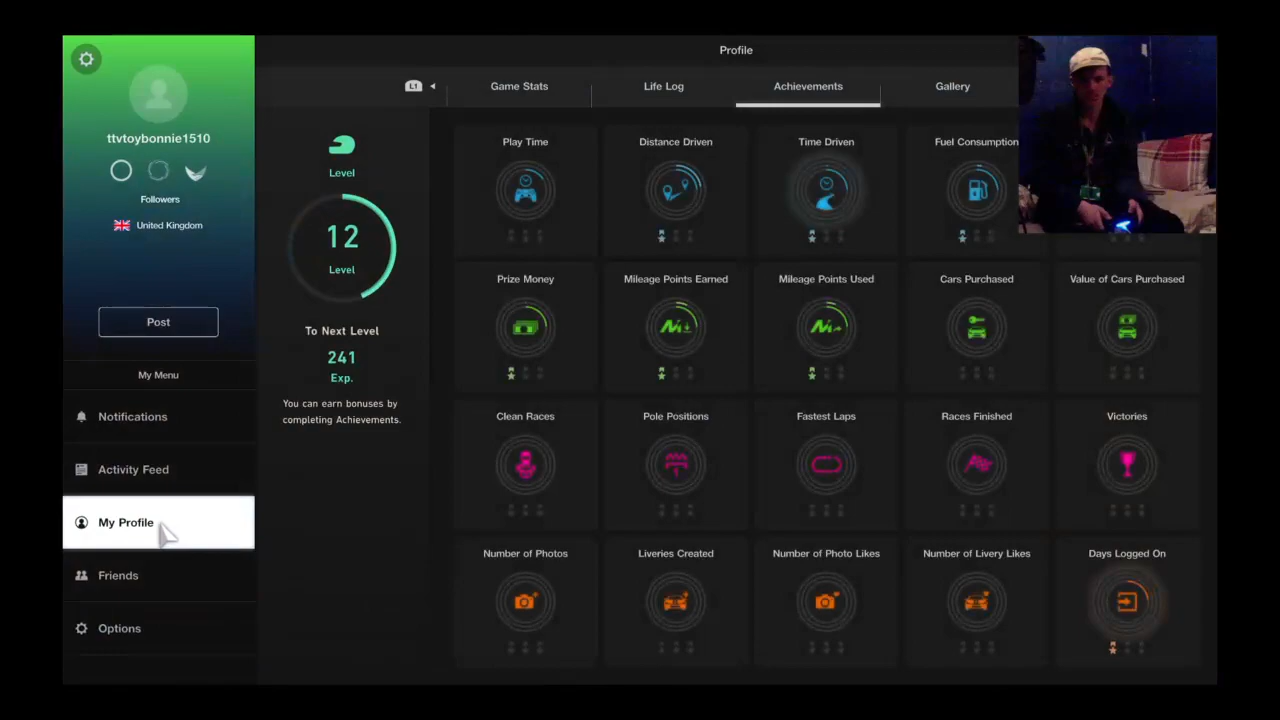 Profile
L1
Game Stats
Life Log
Achievements
Gallery
ttvtoybonnie1510
Followers
United Kingdom
Post
My Menu
Notifications
Activity Feed
My Profile
Friends
Options
Level
12
Level
To Next Level
241
Exp.
You can earn bonuses by
completing Achievements.
Play Time
Distance Driven
Time Driven
Fuel Consumption
Prize Money
Mileage Points Earned
Mileage Points Used
Cars Purchased
Value of Cars Purchased
Clean Races
Pole Positions
Fastest Laps
Races Finished
Victories
Number of Photos
Liveries Created
Number of Photo Likes
Number of Livery Likes
Days Logged On